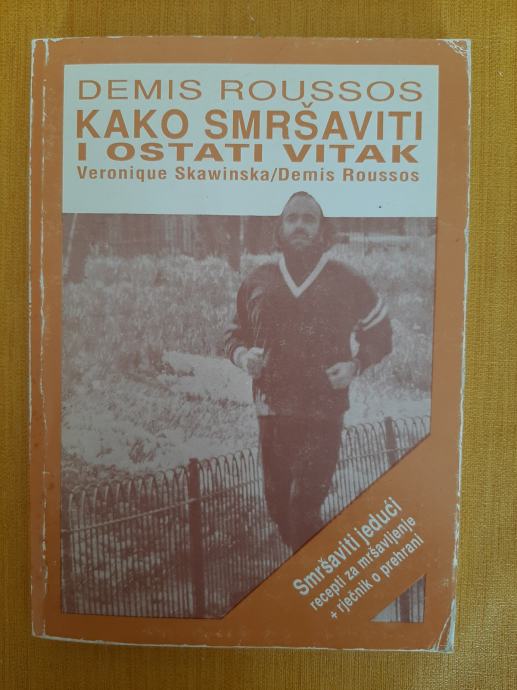 DEMIS ROUSSOS
KAKO SMRŠAVITI
I OSTATI VITAK
Veronique Skawinska/Demis Roussos
Smršaviti jedući
recepti za mršavljenje
+ rječnik o prehrani